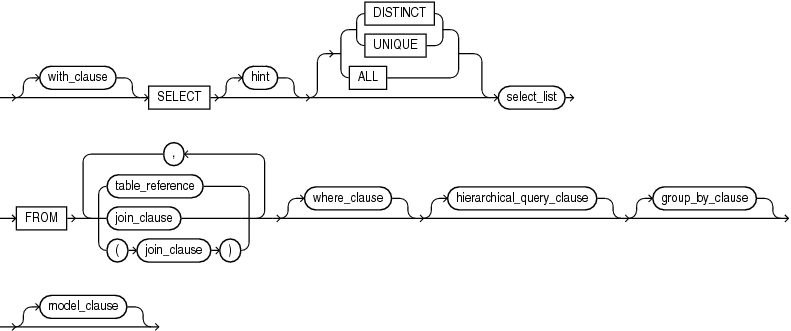 DISTINCT
UNIQUE
with_clause SELECT hint ALL select_list
,
table_reference
FROM join_clause where_clause hierarchical_query_clause group_by_clause
( join_clause )
model_clause